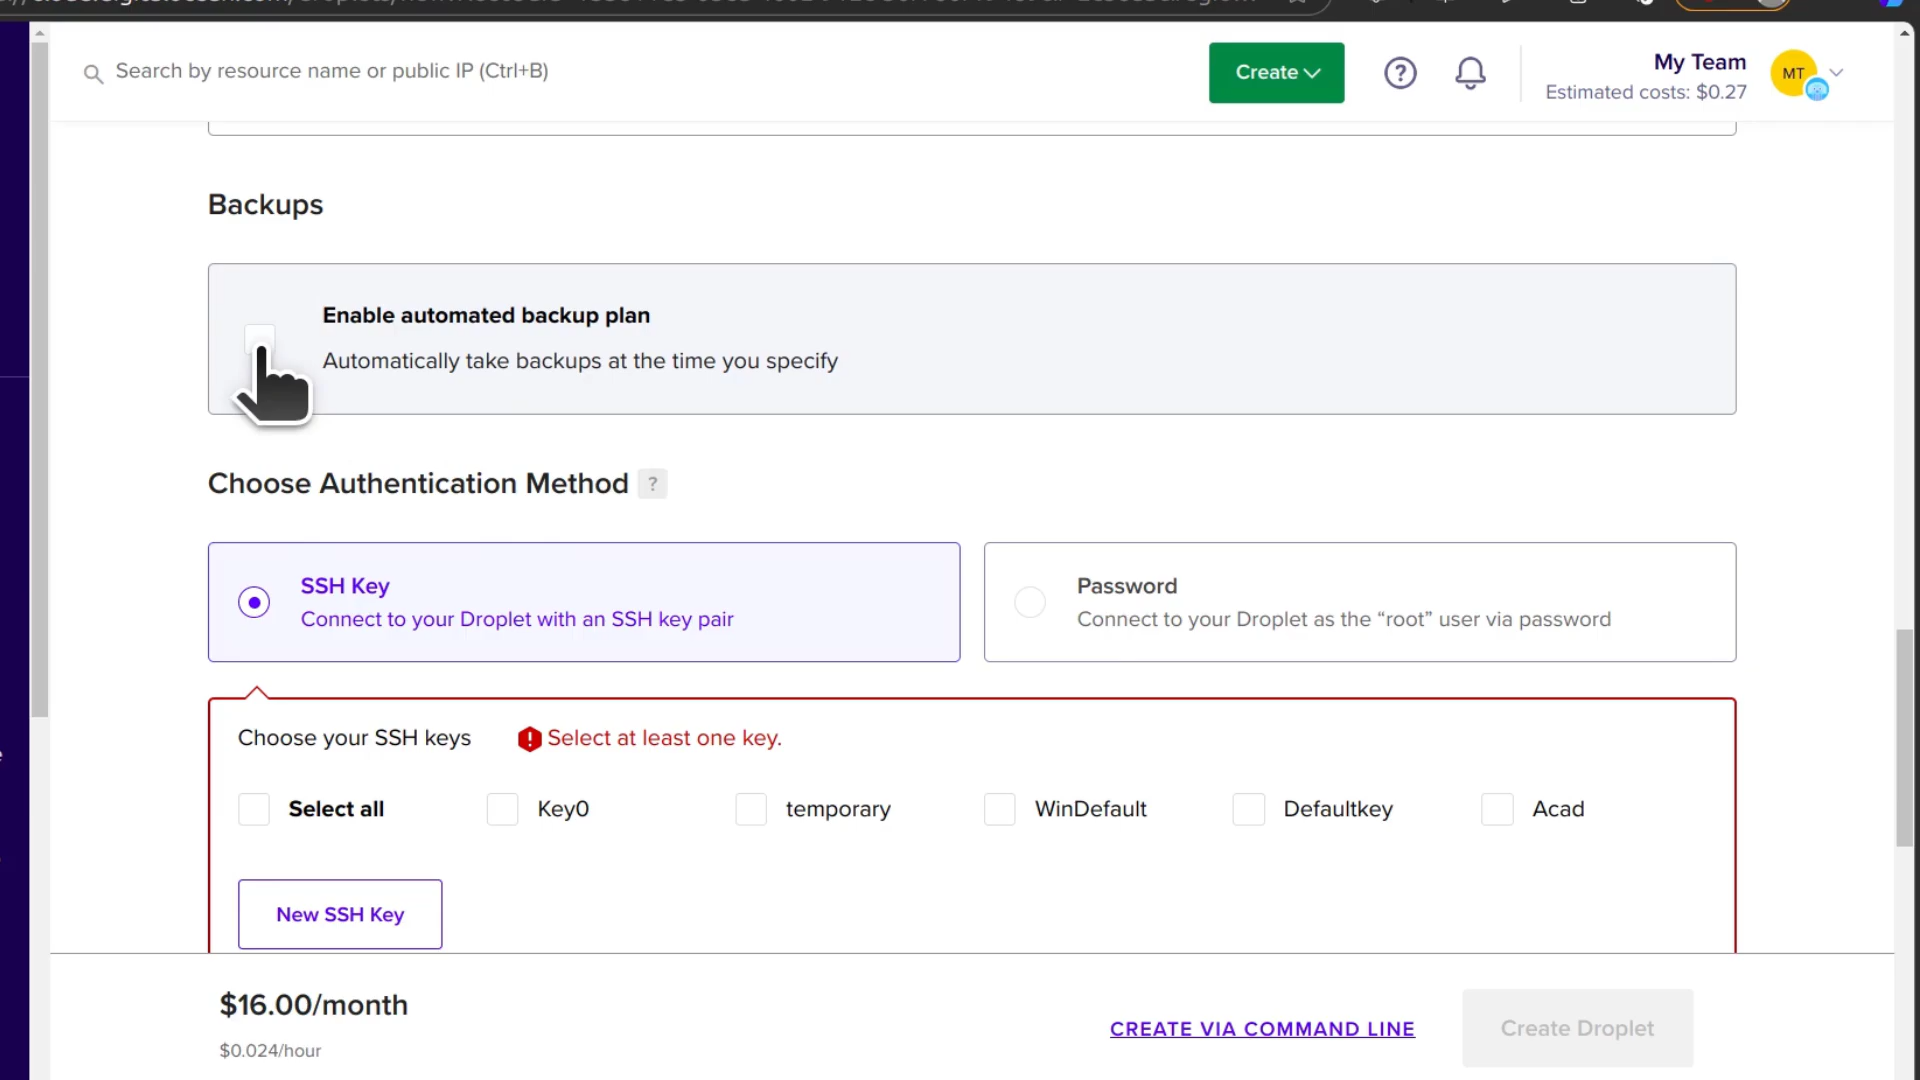 Search by resource name or public IP (Ctrl+B)
Create
?
My Team
Estimated costs: $0.27
MT
Backups
Enable automated backup plan
Automatically take backups at the time you specify
Choose Authentication Method ?
SSH Key
Connect to your Droplet with an SSH key pair
Password
Connect to your Droplet as the “root” user via password
Choose your SSH keys
Select at least one key.
Select all
Key0
temporary
WinDefault
Defaultkey
Acad
New SSH Key
$16.00/month
$0.024/hour
CREATE VIA COMMAND LINE
Create Droplet